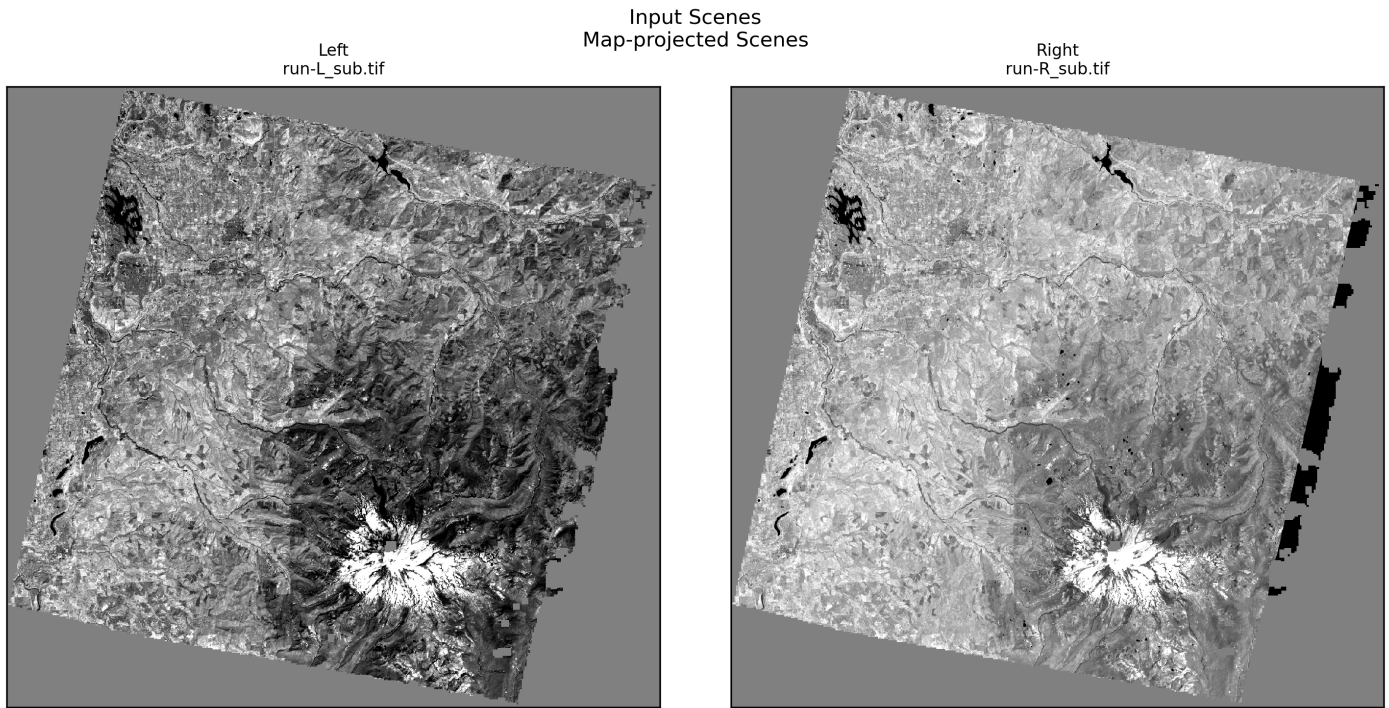 Input Scenes
Map-projected Scenes
Left
run-L_sub.tif
Right
run-R_sub.tif